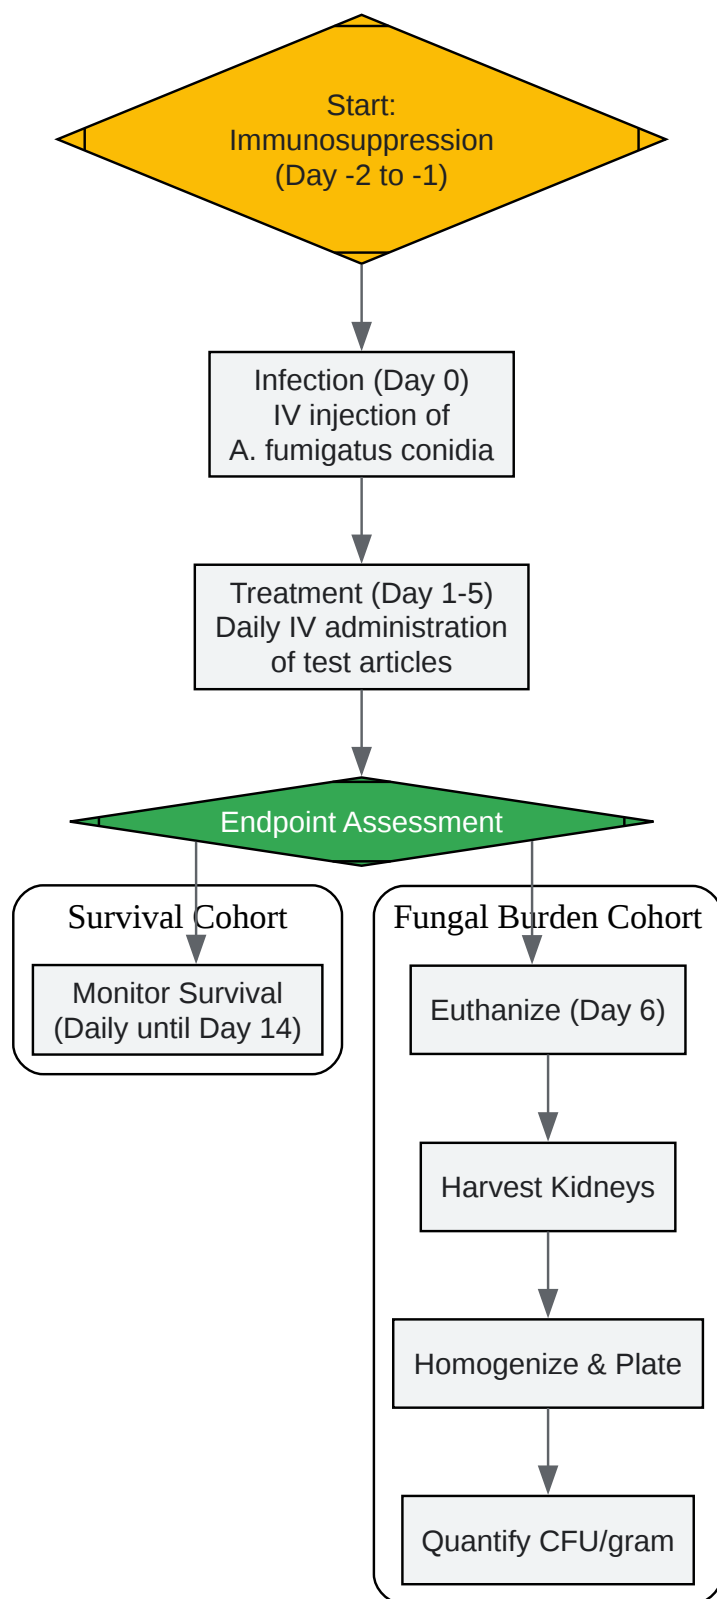 Start:
Immunosuppression
(Day -2 to -1)
Infection (Day 0)
IV injection of
A. fumigatus conidia
Treatment (Day 1-5)
Daily IV administration
of test articles
Endpoint Assessment
Survival Cohort
Monitor Survival
(Daily until Day 14)
Fungal Burden Cohort
Euthanize (Day 6)
Harvest Kidneys
Homogenize & Plate
Quantify CFU/gram